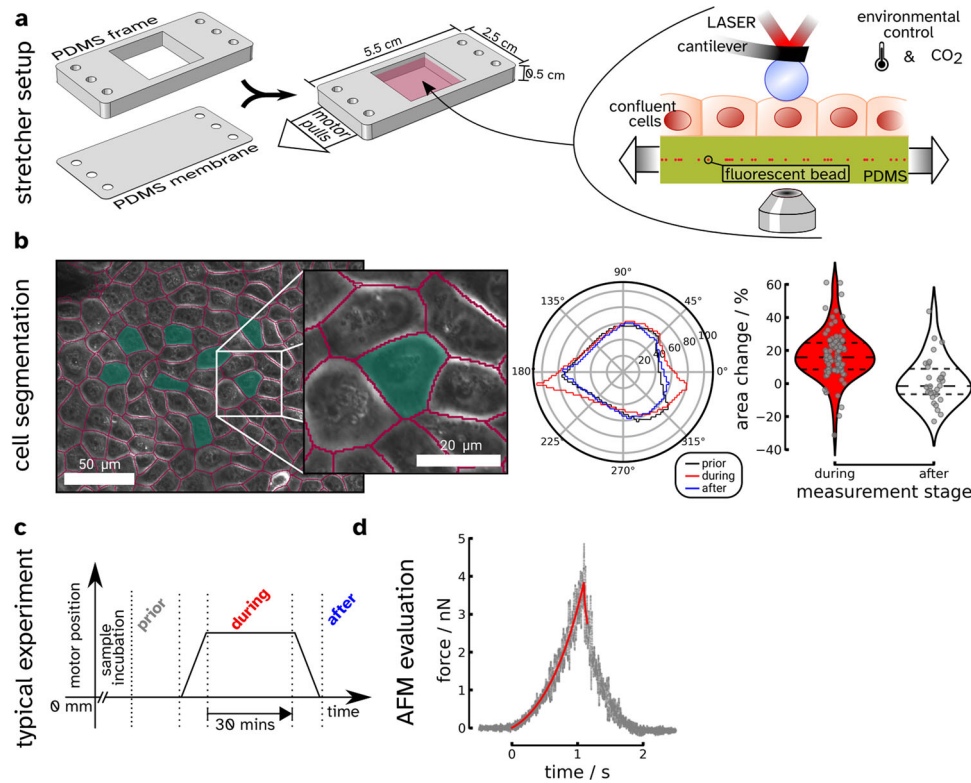 a
stretcher setup
PDMS frame
PDMS membrane
5.5 cm
2.5 cm
0.5 cm
motor
pulls
LASER
cantilever
environmental
control
& CO2
confluent
cells
fluorescent bead
PDMS
b
cell segmentation
50 μm
20 μm
90°
135°
45°
180°
0°
225°
315°
270°
20
40
60
80
100
prior
during
after
area change / %
60
40
20
0
−20
−40
during
after
measurement stage
c
typical experiment
motor position
0 mm
sample
incubation
prior
during
after
30 mins
time
d
AFM evaluation
force / nN
5
4
3
2
1
0
0
1
2
time / s